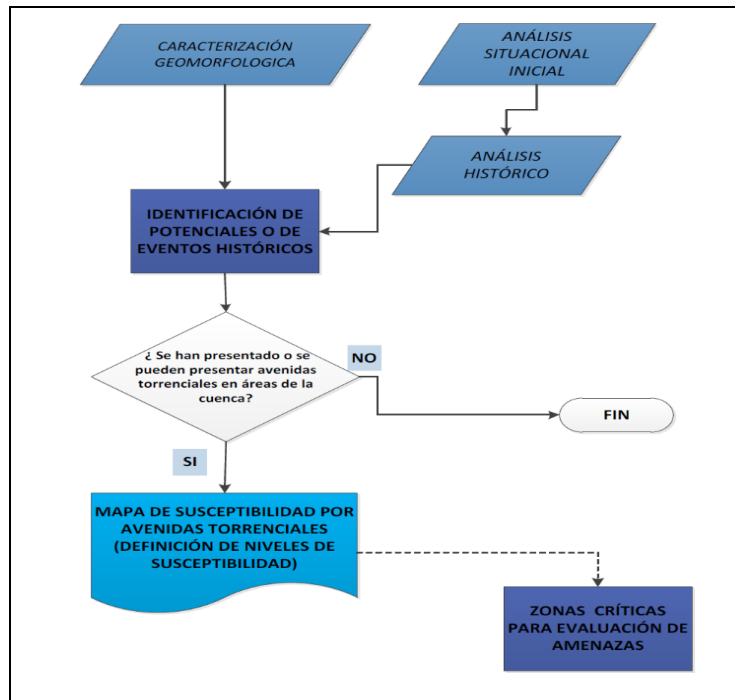 CARACTERIZACIÓN
GEOMORFOLOGICA
ANÁLISIS
SITUACIONAL
INICIAL
ANÁLISIS
HISTÓRICO
IDENTIFICACIÓN DE
POTENCIALES O DE
EVENTOS HISTÓRICOS
¿ Se han presentado o se
pueden presentar avenidas
torrenciales en áreas de la
cuenca?
NO
FIN
SI
MAPA DE SUSCEPTIBILIDAD POR
AVENIDAS TORRENCIALES
(DEFINICIÓN DE NIVELES DE
SUSCEPTIBILIDAD)
ZONAS CRÍTICAS
PARA EVALUACIÓN DE
AMENAZAS